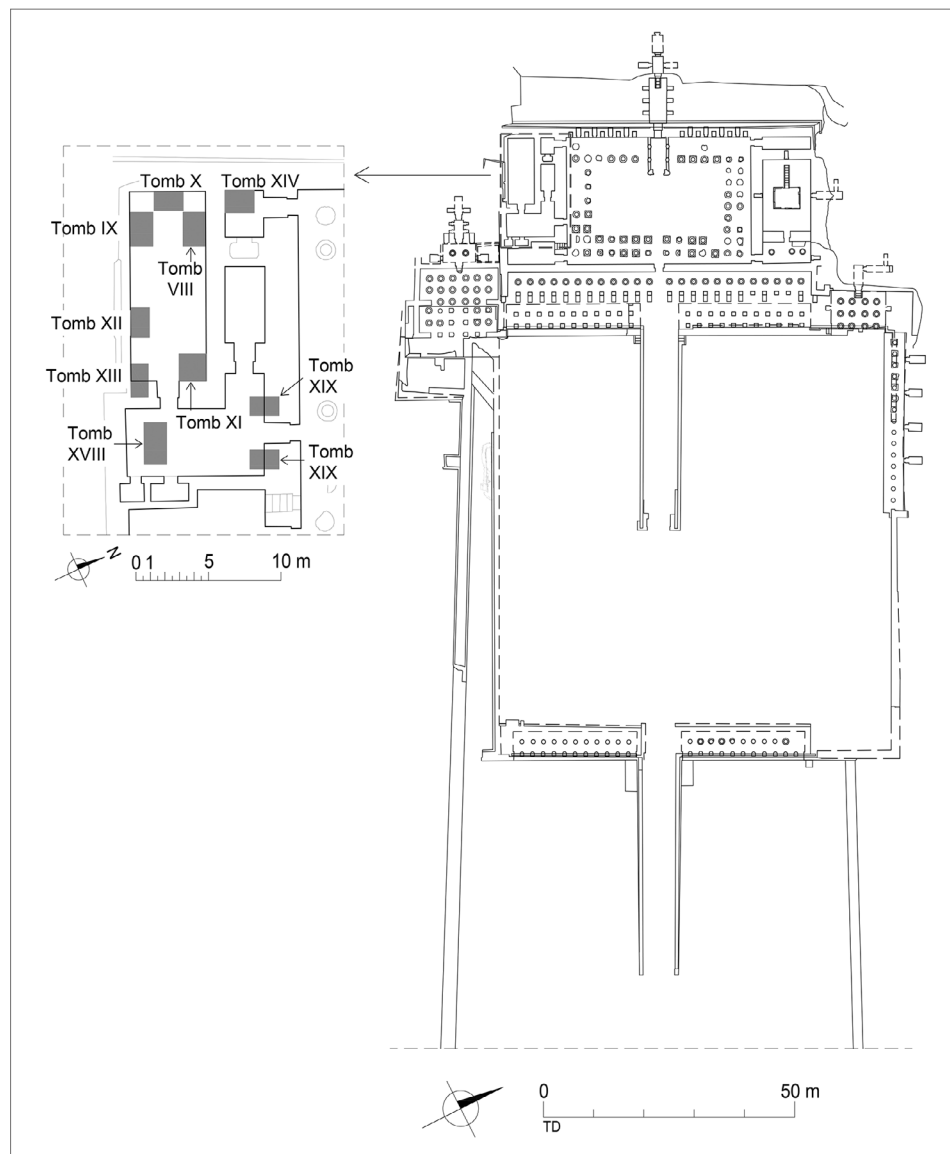 Tomb X
Tomb XIV
Tomb IX
Tomb
VIII
Tomb XII
Tomb XIII
Tomb
XIX
Tomb XI
Tomb
XVIII
Tomb
XIX
N
0 1 5 10 m
0 50 m
TD